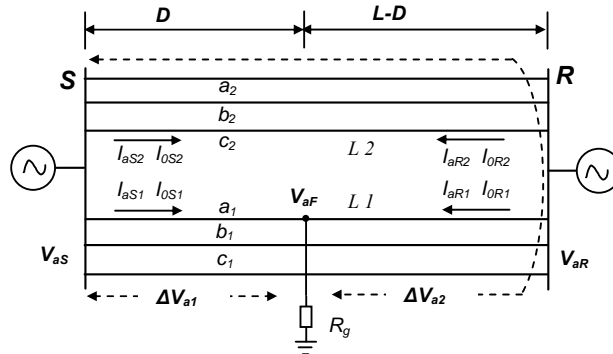 D L-D
S R
a2
b2
c2
IaS2 I0S2 L 2 IaR2 I0R2
IaS1 I0S1 VaF L 1 IaR1 I0R1
a1
b1
VaS c1 VaR
ΔVa1 ΔVa2
Rg